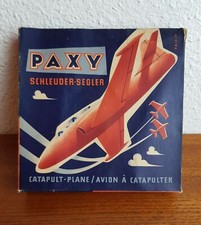 PAXY
SCHLEUDER-SEGLER
CATAPULT-PLANE/AVION À CATAPULTER